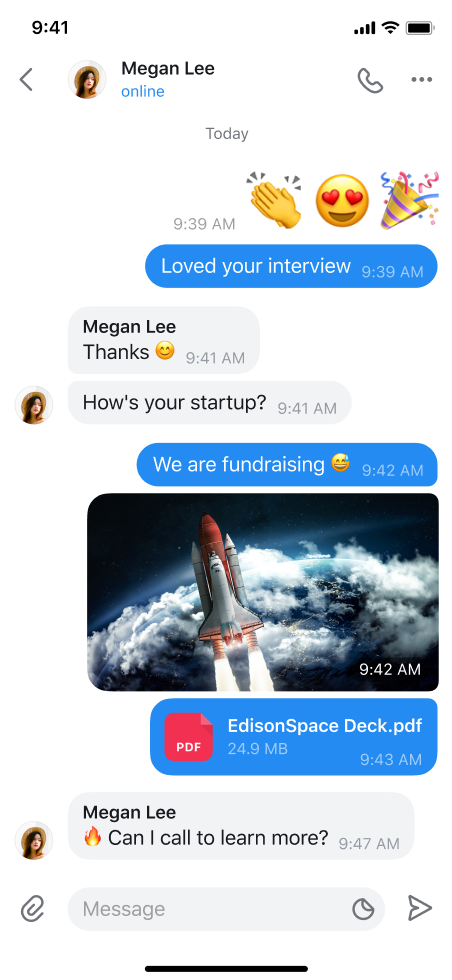 9:41
Megan Lee
online
Today
👏 😍 🎉
9:39 AM
Loved your interview 9:39 AM
Megan Lee
Thanks 😊 9:41 AM
How's your startup? 9:41 AM
We are fundraising 😅 9:42 AM
9:42 AM
EdisonSpace Deck.pdf
PDF 24.9 MB
9:43 AM
Megan Lee
🔥 Can I call to learn more? 9:47 AM
Message